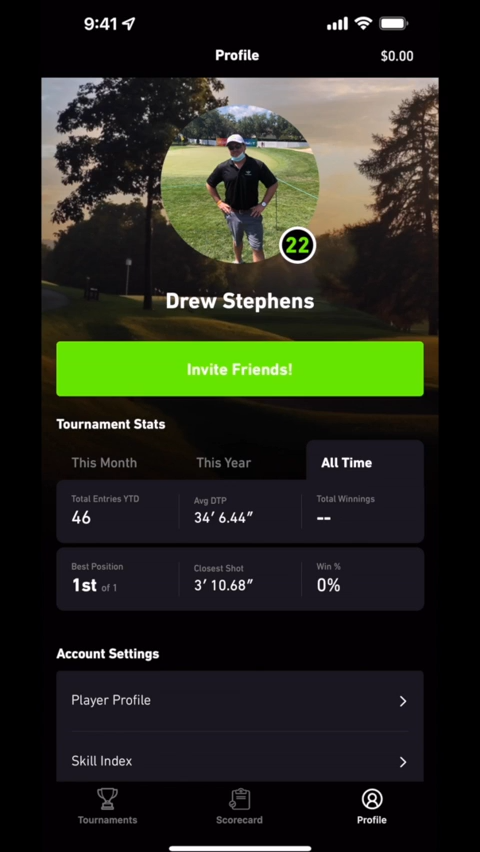 9:41
Profile
$0.00
22
Drew Stephens
Invite Friends!
Tournament Stats
This Month This Year All Time
Total Entries YTD Avg DTP Total Winnings
46 34' 6.44" --
Best Position Closest Shot Win %
1st of 1 3' 10.68" 0%
Account Settings
Player Profile
Skill Index
Tournaments Scorecard Profile